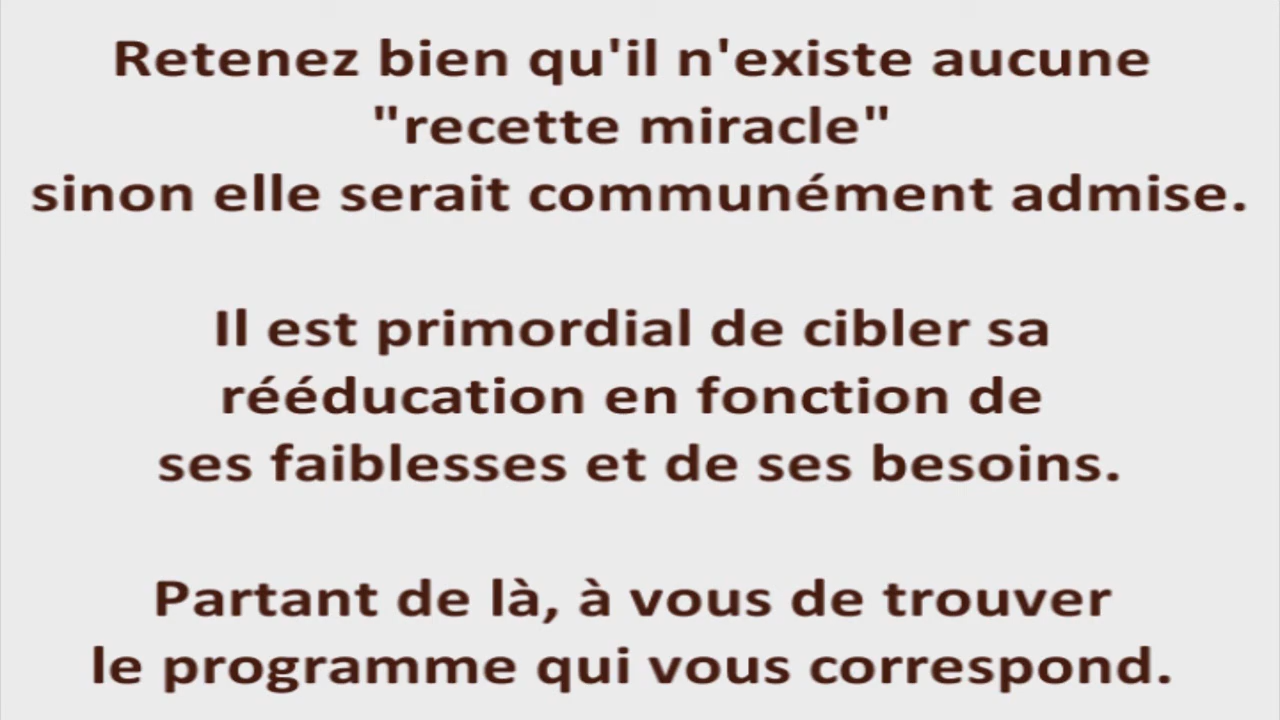 Retenez bien qu'il n'existe aucune
"recette miracle"
sinon elle serait communément admise.
Il est primordial de cibler sa
rééducation en fonction de
ses faiblesses et de ses besoins.
Partant de là, à vous de trouver
le programme qui vous correspond.